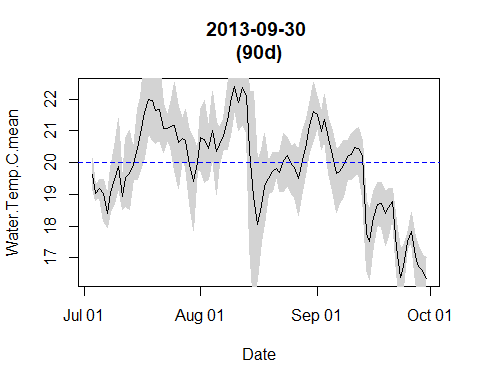 2013-09-30
(90d)
Water.Temp.C.mean
22
21
20
19
18
17
Jul 01
Aug 01
Sep 01
Oct 01
Date